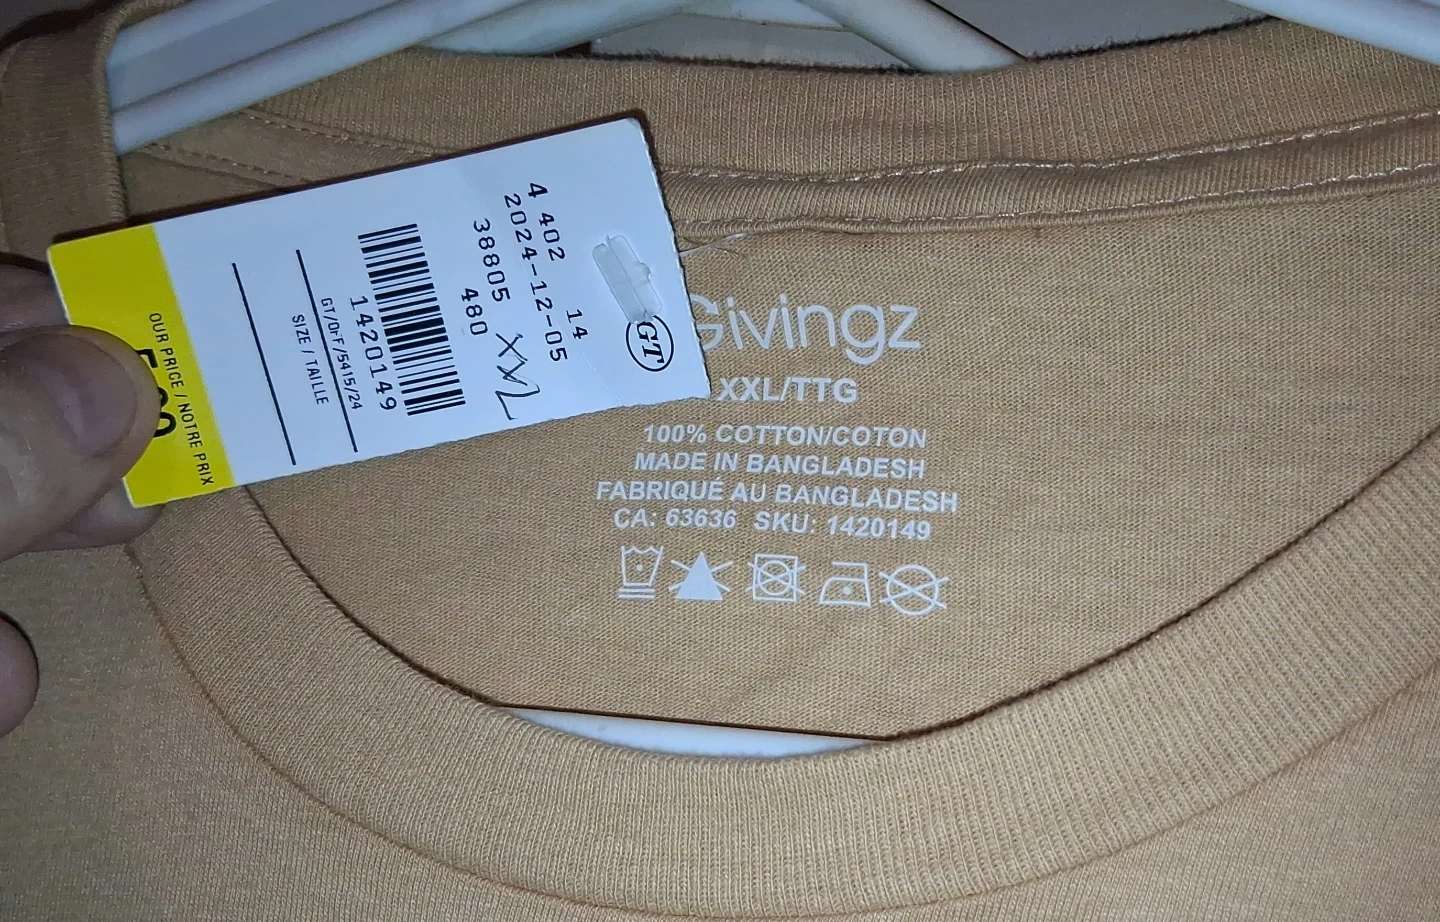 4 402 14
2024-12-05
38805
480 XXL
1420149
GT/OFF/5415/24
SIZE / TAILLE
OUR PRICE / NOTRE PRIX
GT
Givingz
XXL/TTG
100% COTTON/COTON
MADE IN BANGLADESH
FABRIQUÉ AU BANGLADESH
CA: 63636 SKU: 1420149